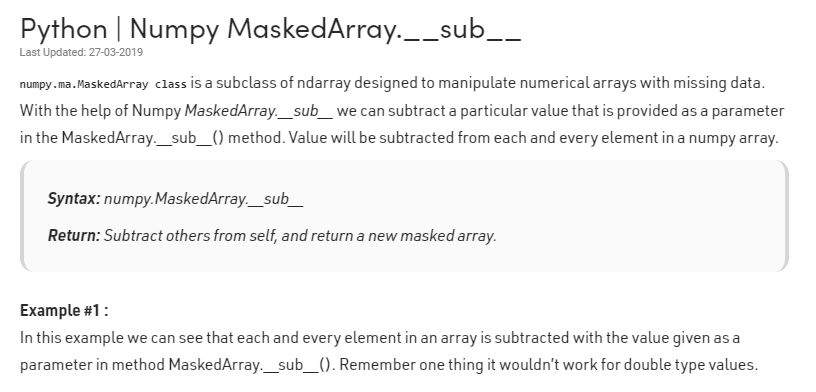 Python | Numpy MaskedArray.__sub__
Last Updated: 27-03-2019
numpy.ma.MaskedArray class is a subclass of ndarray designed to manipulate numerical arrays with missing data.
With the help of Numpy MaskedArray.__sub__ we can subtract a particular value that is provided as a parameter
in the MaskedArray.__sub__() method. Value will be subtracted from each and every element in a numpy array.
Syntax: numpy.MaskedArray.__sub__
Return: Subtract others from self, and return a new masked array.
Example #1 :
In this example we can see that each and every element in an array is subtracted with the value given as a
parameter in method MaskedArray.__sub__(). Remember one thing it wouldn't work for double type values.